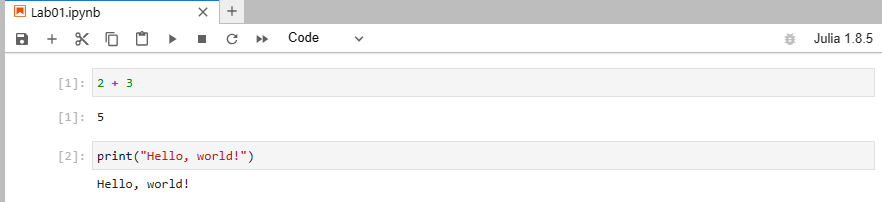 Lab01.ipynb
Code Julia 1.8.5
[1]: 2 + 3
[1]: 5
[2]: print("Hello, world!")
Hello, world!